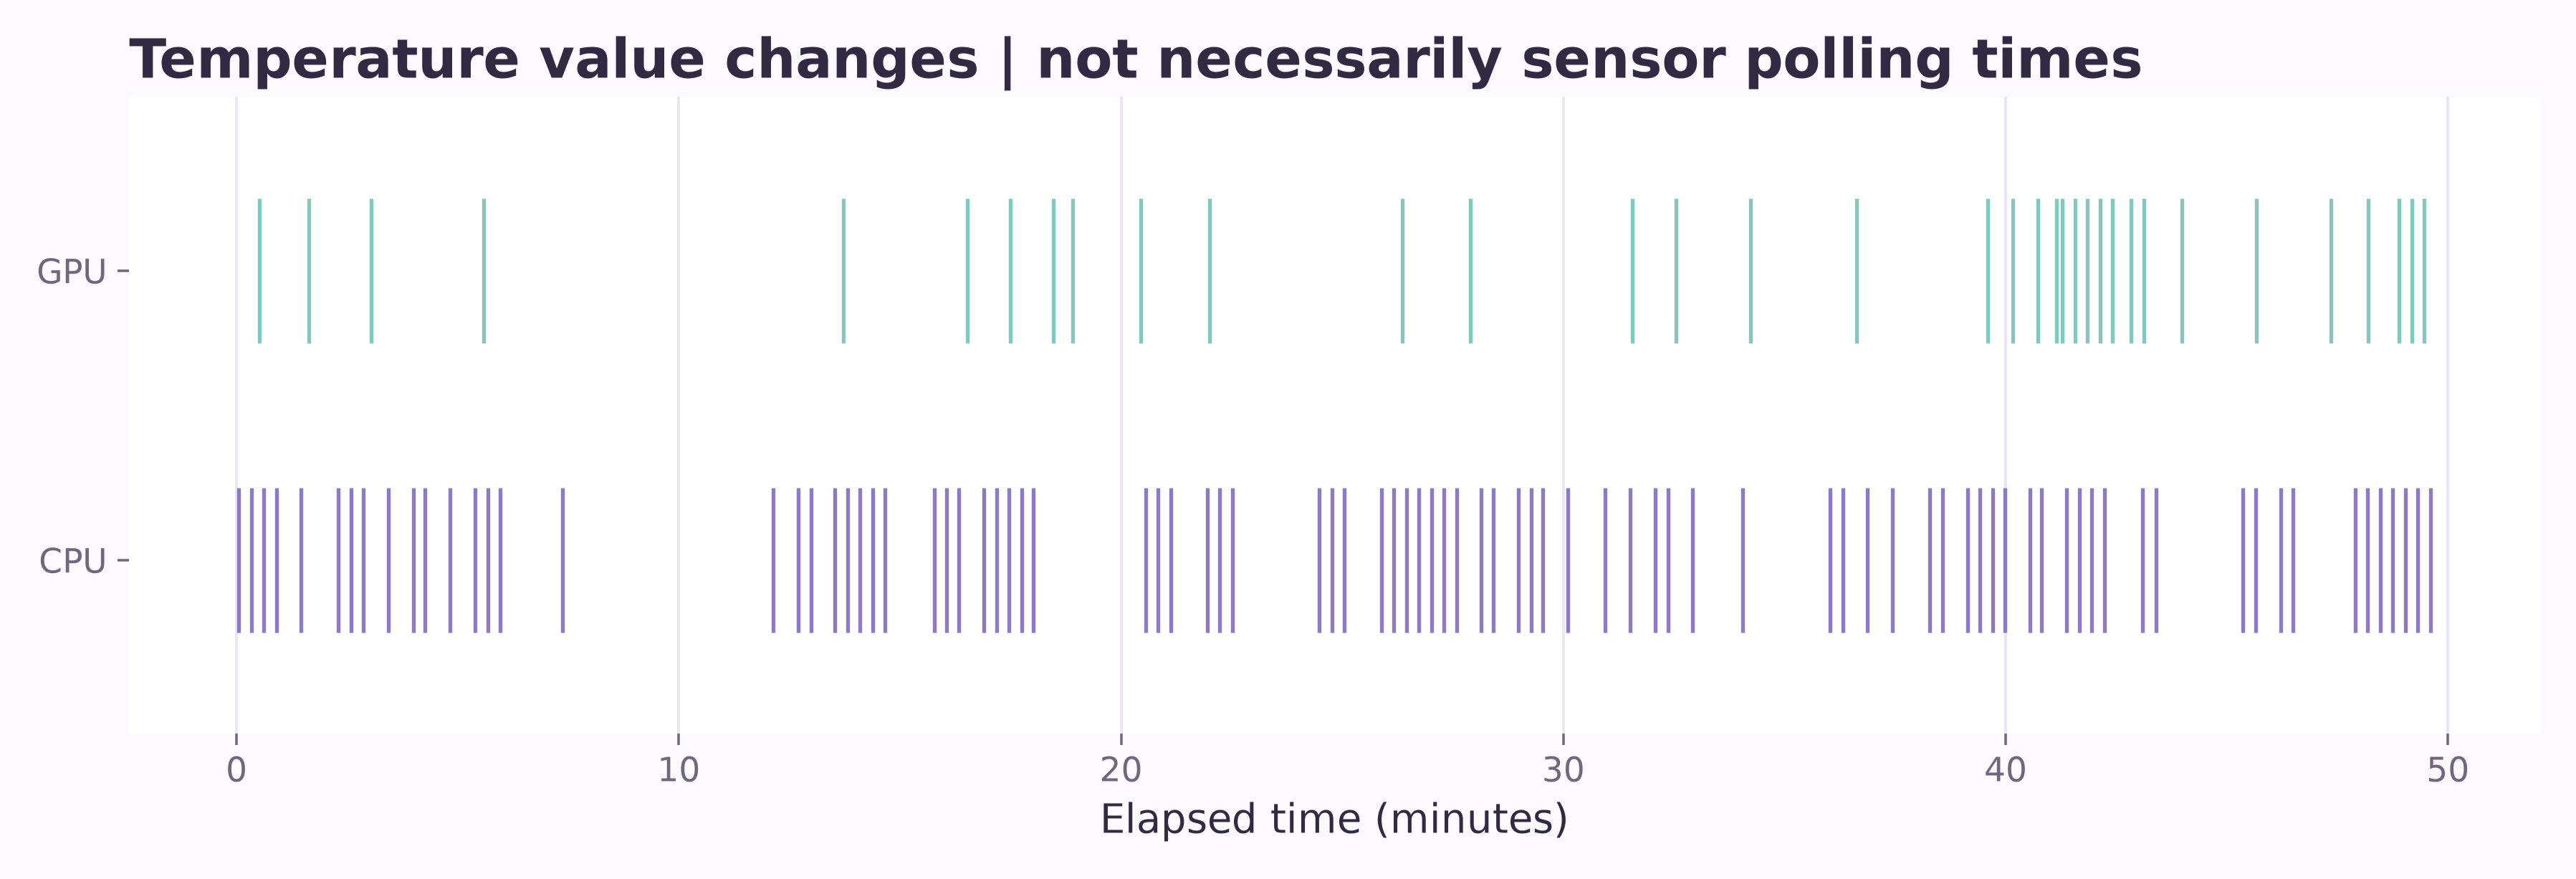 Temperature value changes | not necessarily sensor polling times
GPU
CPU
0 10 20 30 40 50
Elapsed time (minutes)